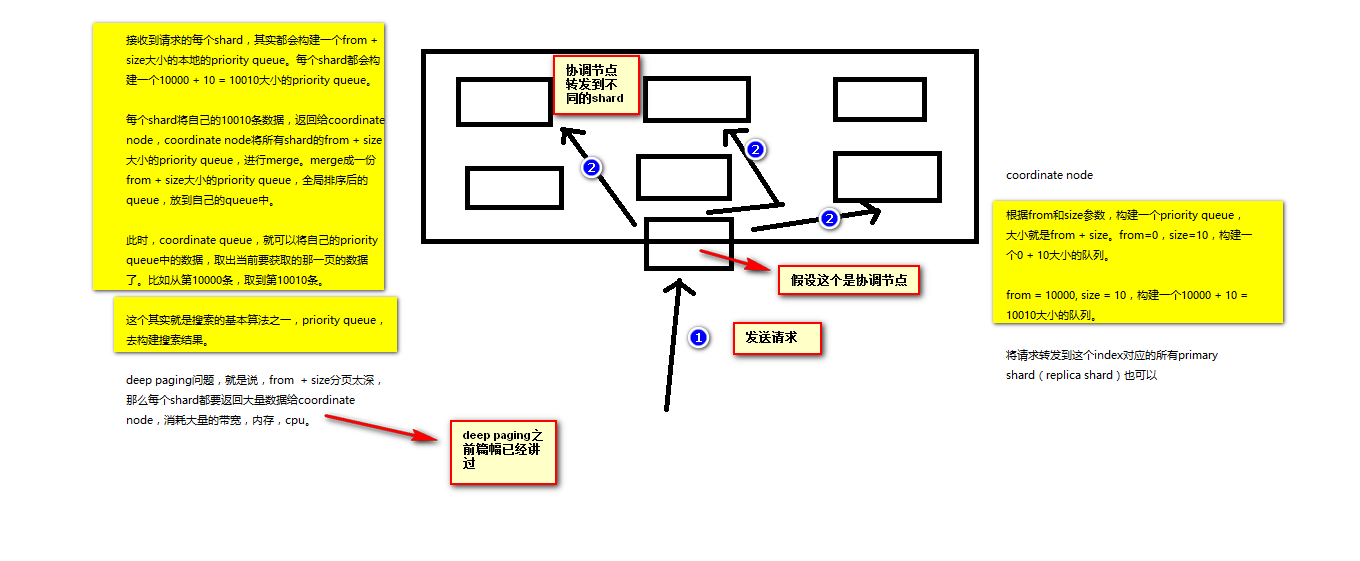 接收到请求的每个shard，其实都会构建一个from +
size大小的本地的priority queue。每个shard都会构
建一个10000 + 10 = 10010大小的priority queue。
每个shard将自己的10010条数据，返回给coordinate
node，coordinate node将所有shard的from + size
大小的priority queue，进行merge。merge成一份
from + size大小的priority queue，全局排序后的
queue，放到自己的queue中。
此时，coordinate queue，就可以将自己的priority
queue中的数据，取出当前要获取的那一页的数据
了。比如从第10000条，取到第10010条。
这个其实就是搜索的基本算法之一，priority queue，
去构建搜索结果。
deep paging问题，就是说，from  + size分页太深，
那么每个shard都要返回大量数据给coordinate
node，消耗大量的带宽，内存，cpu。
deep paging之
前篇幅已经讲
过
协调节点
转发到不
同的shard
2
2
2
假设这个是协调节点
1
发送请求
coordinate node
根据from和size参数，构建一个priority queue，
大小就是from + size。from=0，size=10，构建一
个0 + 10大小的队列。
from = 10000, size = 10，构建一个10000 + 10 =
10010大小的队列。
将请求转发到这个index对应的所有primary
shard（replica shard）也可以